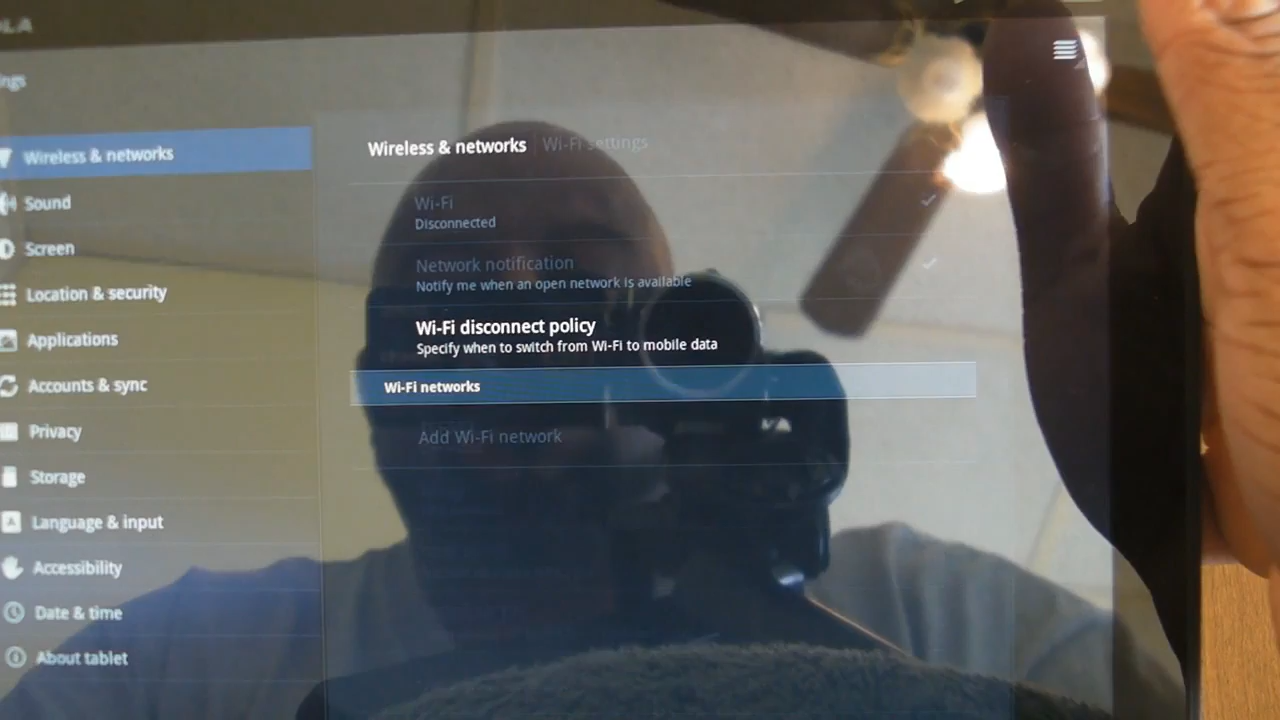 OLA
ngs
Wireless & networks
Sound
Screen
Location & security
Applications
Accounts & sync
Privacy
Storage
Language & input
Accessibility
Date & time
About tablet
Wireless & networks Wi-Fi settings
Wi-Fi
Disconnected
Network notification
Notify me when an open network is available
Wi-Fi disconnect policy
Specify when to switch from Wi-Fi to mobile data
Wi-Fi networks
Add Wi-Fi network